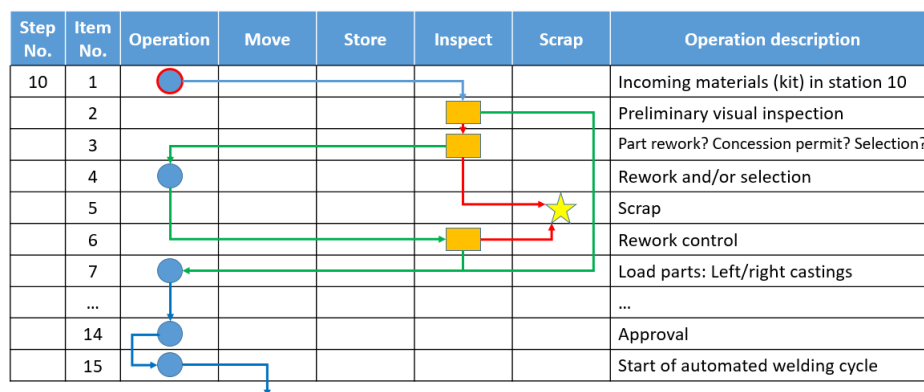 Step No. Item No. Operation Move Store Inspect Scrap Operation description
10 1 Incoming materials (kit) in station 10
2 Preliminary visual inspection
3 Part rework? Concession permit? Selection?
4 Rework and/or selection
5 Scrap
6 Rework control
7 Load parts: Left/right castings
... ...
14 Approval
15 Start of automated welding cycle